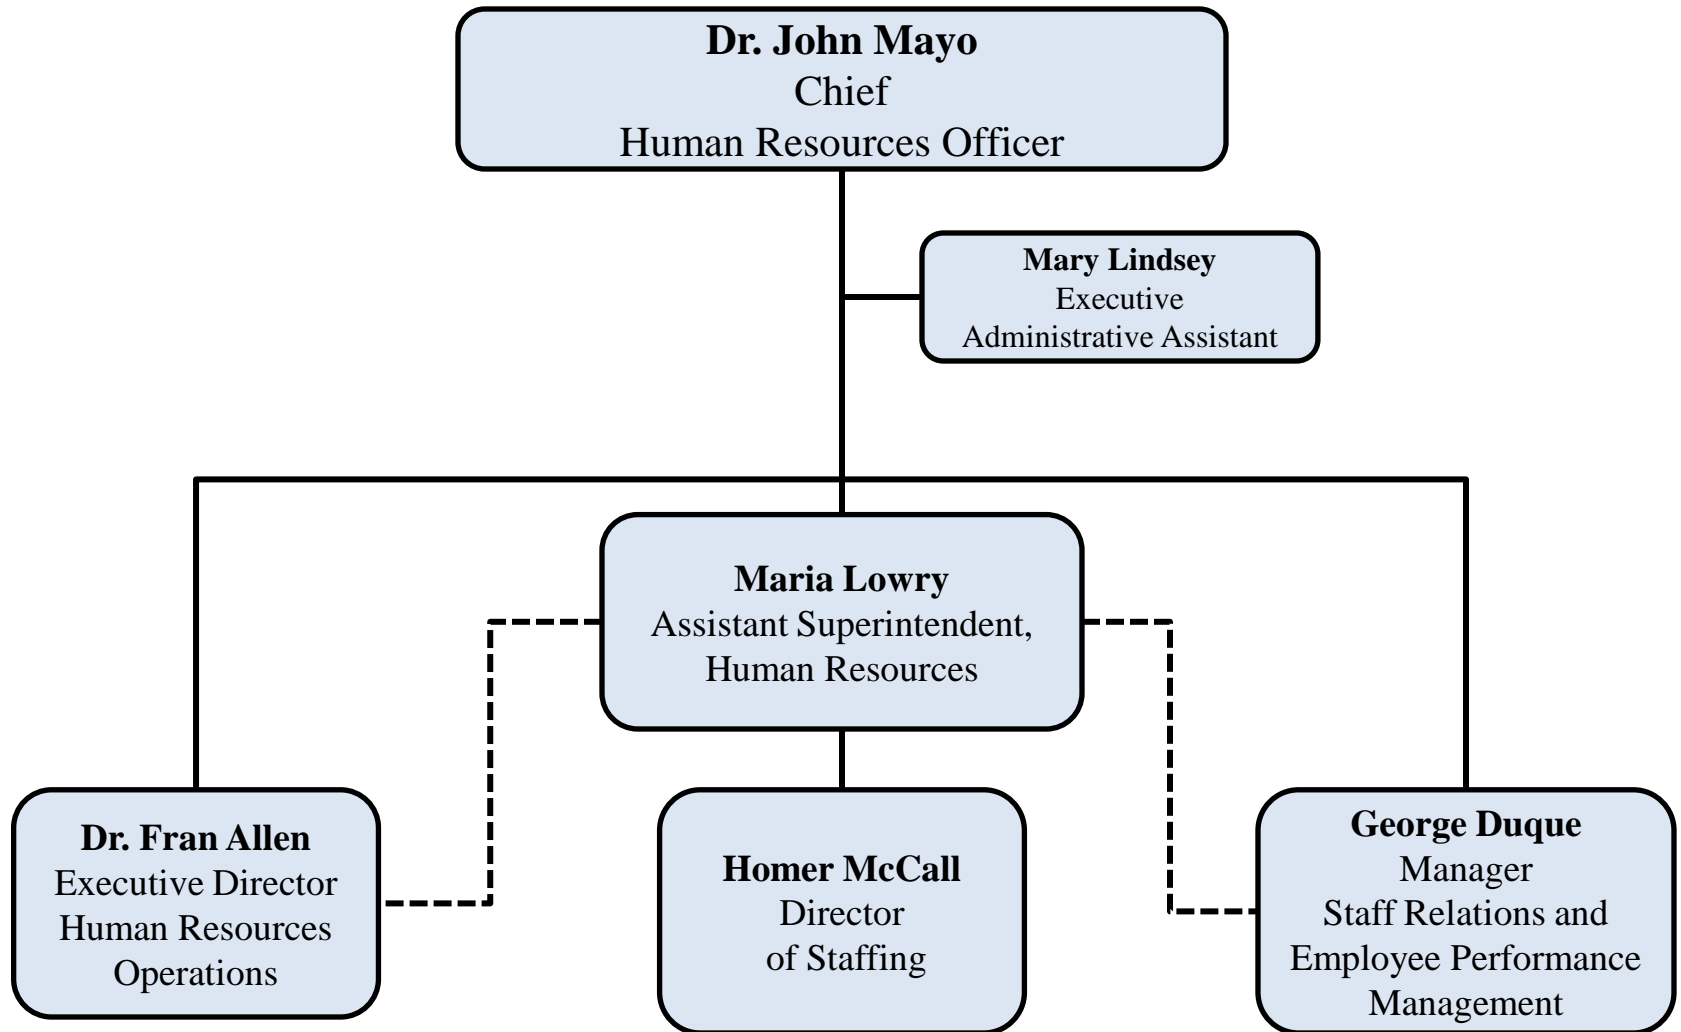 Dr. John Mayo
Chief
Human Resources Officer
Mary Lindsey
Executive
Administrative Assistant
Maria Lowry
Assistant Superintendent,
Human Resources
Dr. Fran Allen
Executive Director
Human Resources
Operations
Homer McCall
Director
of Staffing
George Duque
Manager
Staff Relations and
Employee Performance
Management